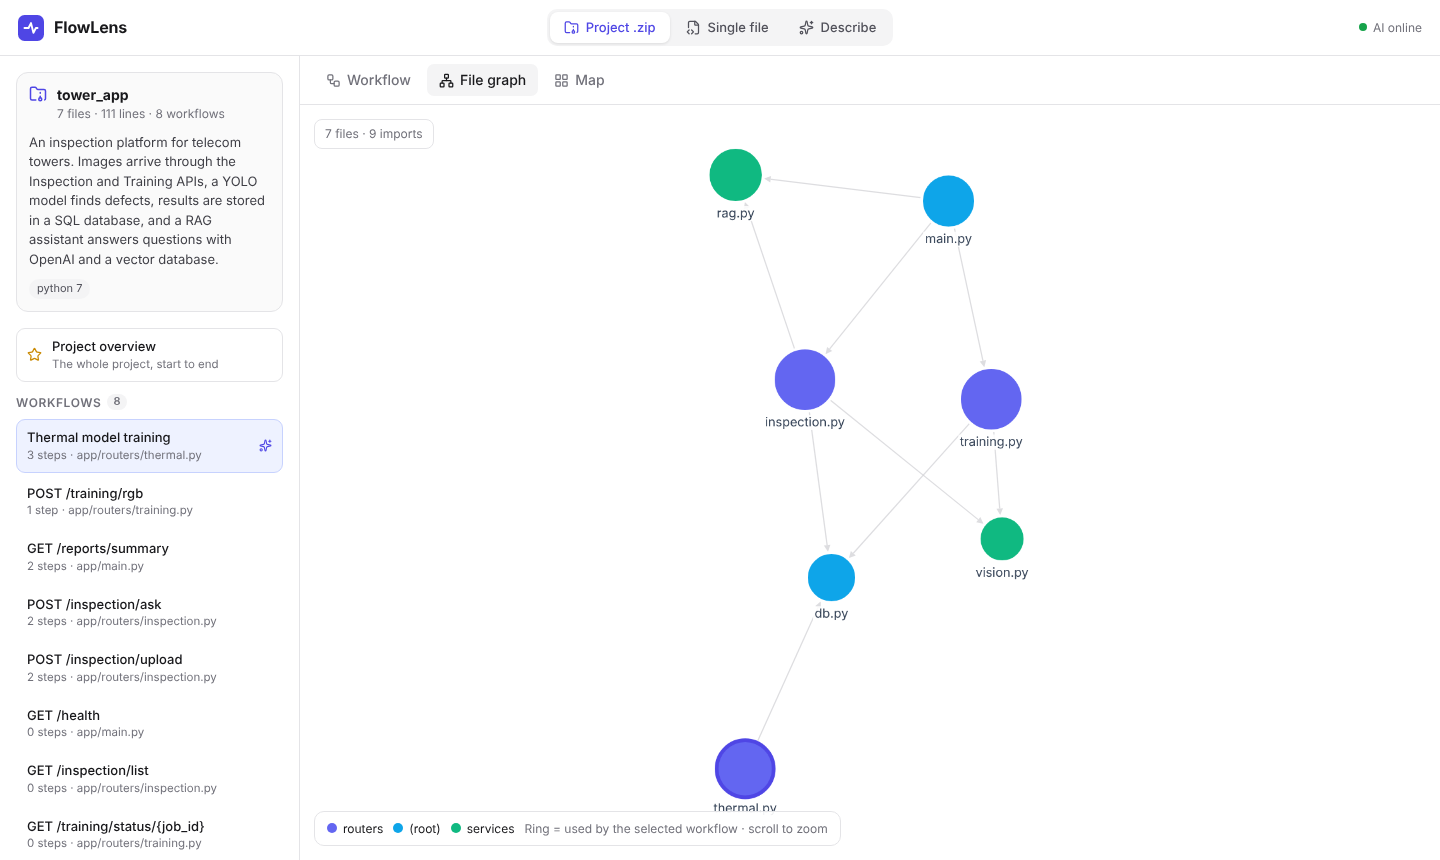 FlowLens
Project .zip
Single file
Describe
AI online
tower_app
7 files · 111 lines · 8 workflows
An inspection platform for telecom
towers. Images arrive through the
Inspection and Training APIs, a YOLO
model finds defects, results are stored
in a SQL database, and a RAG
assistant answers questions with
OpenAI and a vector database.
python 7
Project overview
The whole project, start to end
WORKFLOWS 8
Thermal model training
3 steps · app/routers/thermal.py
POST /training/rgb
1 step · app/routers/training.py
GET /reports/summary
2 steps · app/main.py
POST /inspection/ask
2 steps · app/routers/inspection.py
POST /inspection/upload
2 steps · app/routers/inspection.py
GET /health
0 steps · app/main.py
GET /inspection/list
0 steps · app/routers/inspection.py
GET /training/status/{job_id}
0 steps · app/routers/training.py
Workflow
File graph
Map
7 files · 9 imports
rag.py
main.py
inspection.py
training.py
vision.py
db.py
thermal.py
routers
(root)
services
Ring = used by the selected workflow · scroll to zoom